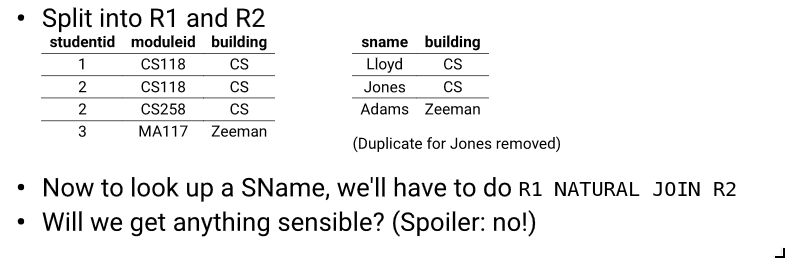 • Split into R1 and R2
studentid moduleid building
1 CS118 CS
2 CS118 CS
2 CS258 CS
3 MA117 Zeeman
sname building
Lloyd CS
Jones CS
Adams Zeeman
(Duplicate for Jones removed)
• Now to look up a SName, we'll have to do R1 NATURAL JOIN R2
• Will we get anything sensible? (Spoiler: no!)